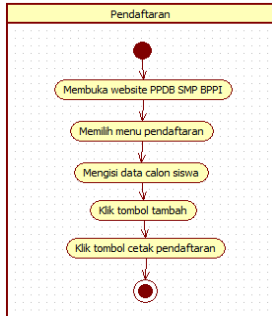 Pendaftaran
Membuka website PPDB SMP BPPI
Memilih menu pendaftaran
Mengisi data calon siswa
Klik tombol tambah
Klik tombol cetak pendaftaran